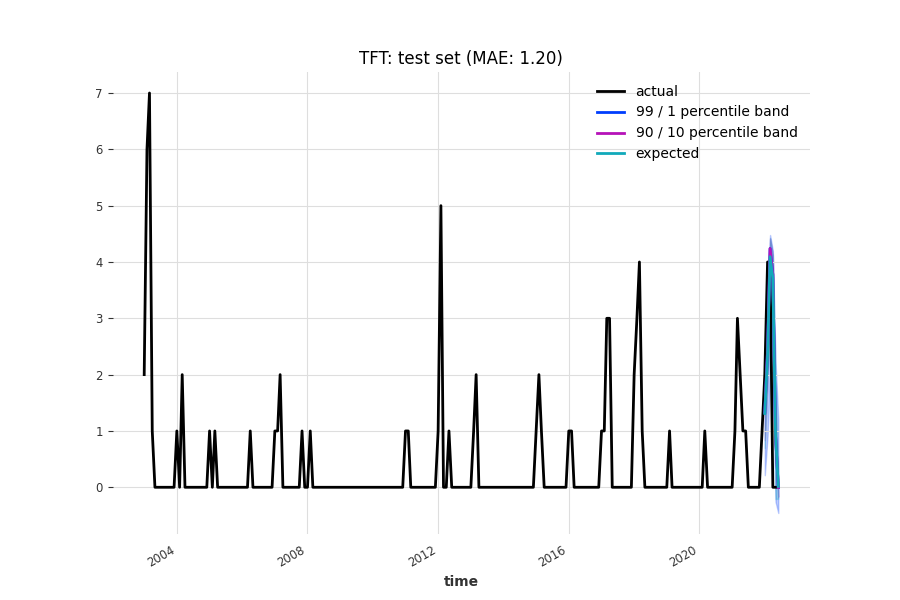 TFT: test set (MAE: 1.20)
actual
99 / 1 percentile band
90 / 10 percentile band
expected
7
6
5
4
3
2
1
0
2004
2008
2012
2016
2020
time